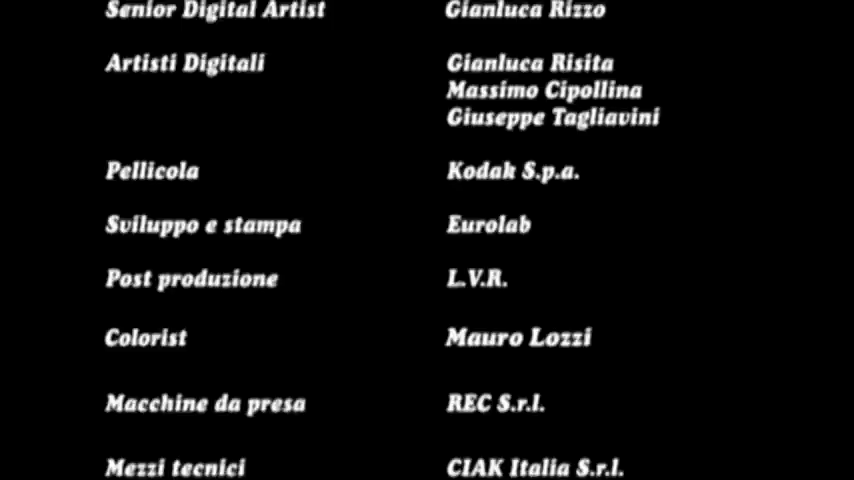 Senior Digital Artist Gianluca Rizzo
Artisti Digitali Gianluca Risita
Massimo Cipollina
Giuseppe Tagliavini
Pellicola Kodak S.p.a.
Sviluppo e stampa Eurolab
Post produzione L.V.R.
Colorist Mauro Lozzi
Macchine da presa REC S.r.l.
Mezzi tecnici CIAK Italia S.r.l.